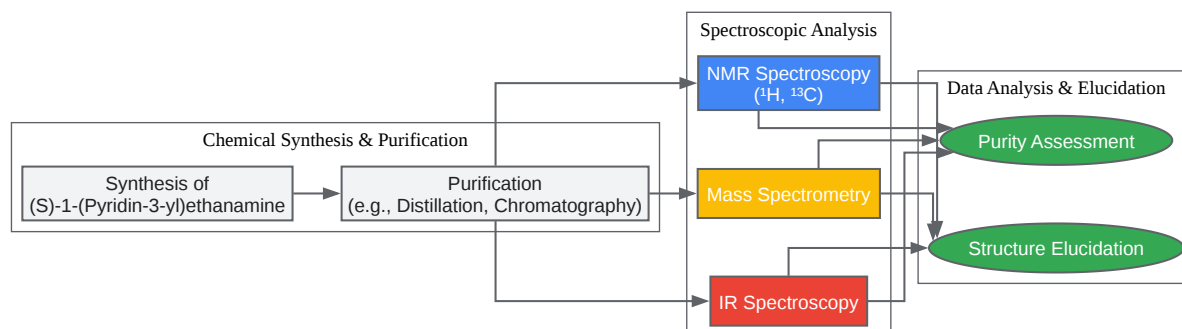 Chemical Synthesis & Purification
Synthesis of
(S)-1-(Pyridin-3-yl)ethanamine
Purification
(e.g., Distillation, Chromatography)
Spectroscopic Analysis
NMR Spectroscopy
(¹H, ¹³C)
Mass Spectrometry
IR Spectroscopy
Data Analysis & Elucidation
Purity Assessment
Structure Elucidation